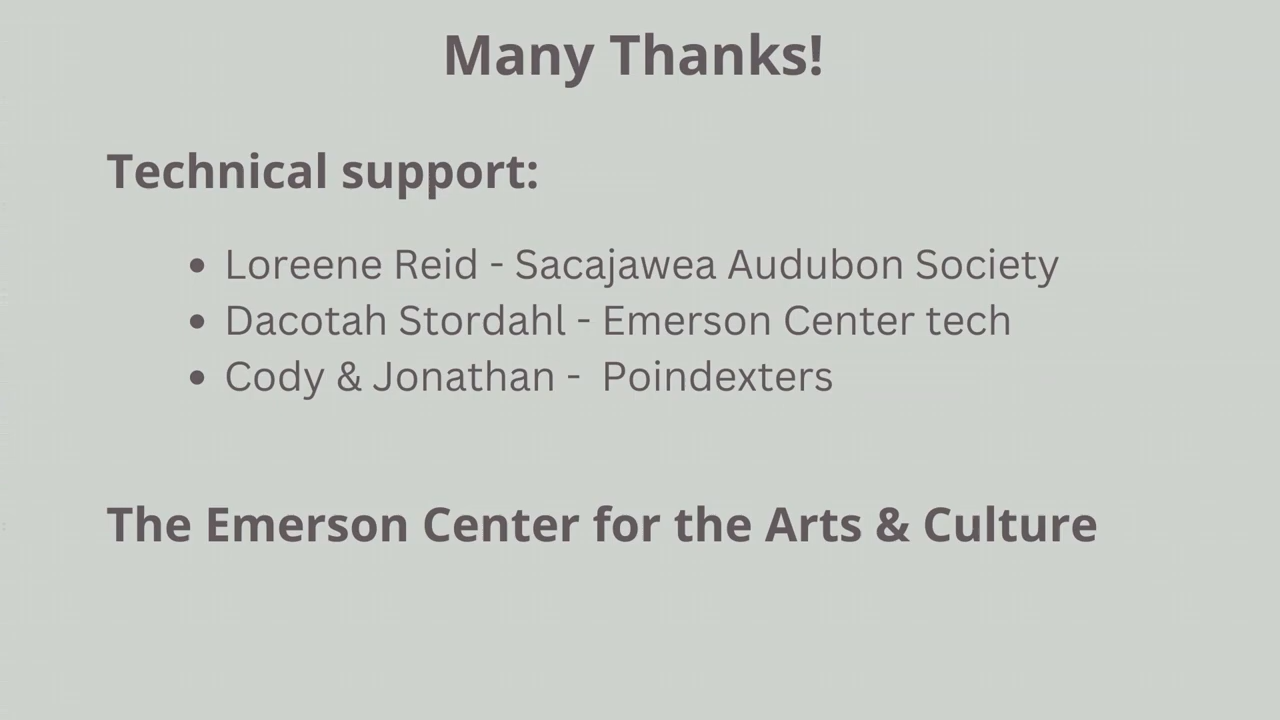 Many Thanks!
Technical support:
• Loreene Reid - Sacajawea Audubon Society
• Dacotah Stordahl - Emerson Center tech
• Cody & Jonathan - Poindexters
The Emerson Center for the Arts & Culture